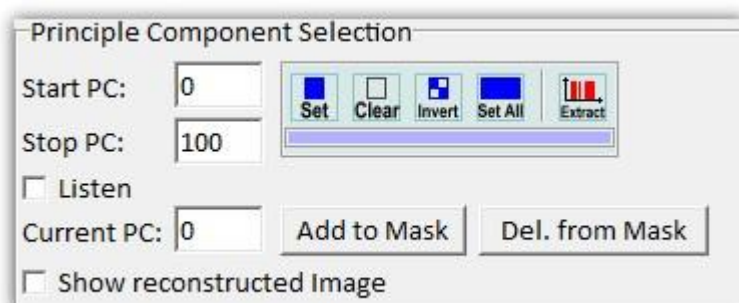 Principle Component Selection
Start PC: 0
Set Clear Invert Set All Extract
Stop PC: 100
Listen
Current PC: 0 Add to Mask Del. from Mask
Show reconstructed Image